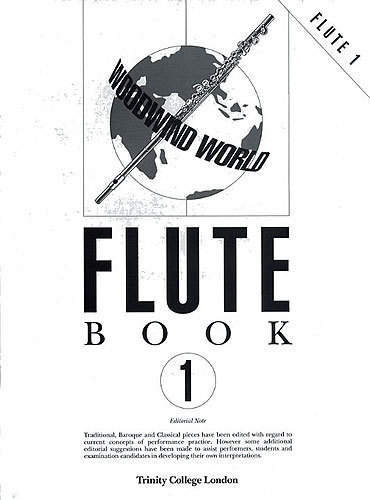 FLUTE 1
WOODWIND WORLD
FLUTE
BOOK
1
Editorial Note
Traditional, Baroque and Classical pieces have been edited with regard to
current concepts of performance practice. However some additional
editorial suggestions have been made to assist performers, students and
examination candidates in developing their own interpretations.
Trinity College London